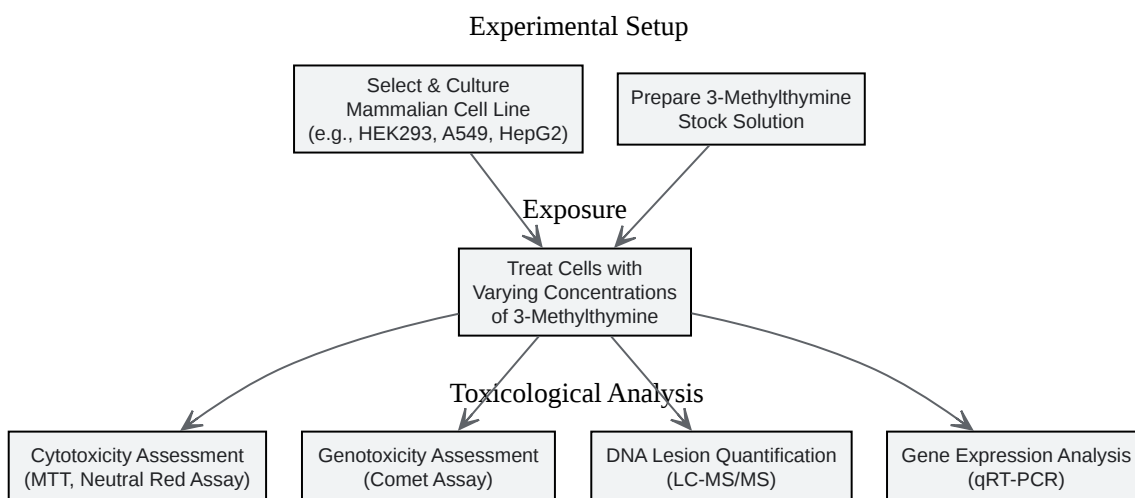 Experimental Setup
Select & Culture
Mammalian Cell Line
(e.g., HEK293, A549, HepG2)
Prepare 3-Methylthymine
Stock Solution
Exposure
Treat Cells with
Varying Concentrations
of 3-Methylthymine
Toxicological Analysis
Cytotoxicity Assessment
(MTT, Neutral Red Assay)
Genotoxicity Assessment
(Comet Assay)
DNA Lesion Quantification
(LC-MS/MS)
Gene Expression Analysis
(qRT-PCR)